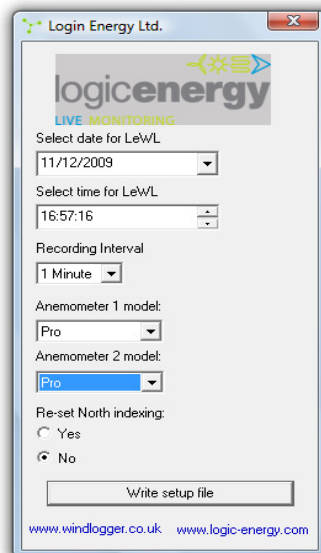 Login Energy Ltd.
logicenergy
LIVE MONITORING
Select date for LeWL
11/12/2009
Select time for LeWL
16:57:16
Recording Interval
1 Minute
Anemometer 1 model:
Pro
Anemometer 2 model:
Pro
Re-set North indexing:
Yes
No
Write setup file
www.windlogger.co.uk www.logic-energy.com